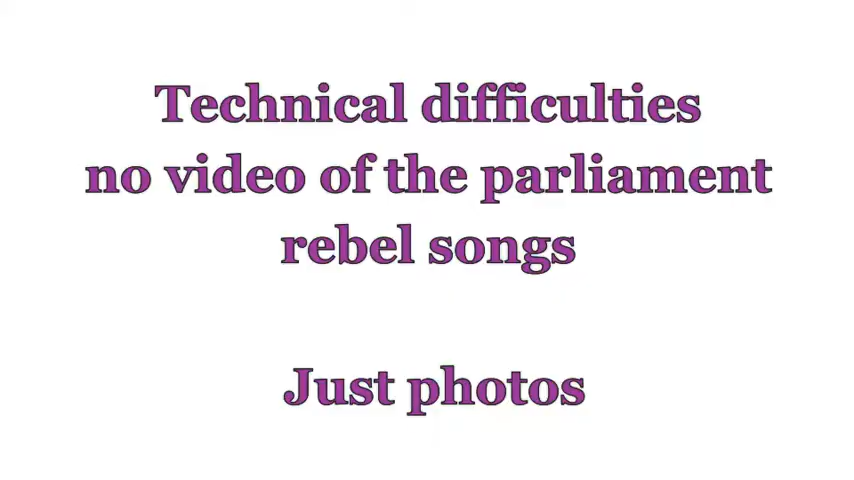 Technical difficulties
no video of the parliament
rebel songs
Just photos